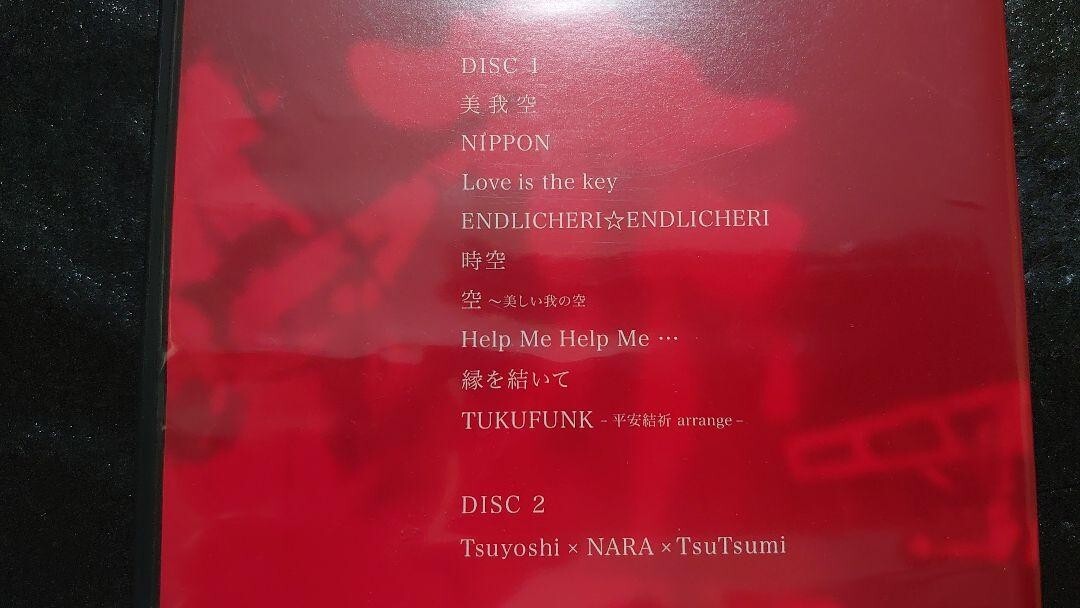 DISC 1
美我空
NIPPON
Love is the key
ENDLICHERI☆ENDLICHERI
時空
空 ～美しい我の空
Help Me Help Me …
縁を結いて
TUKUFUNK – 平安結祈 arrange –
DISC 2
Tsuyoshi × NARA × TsuTsumi